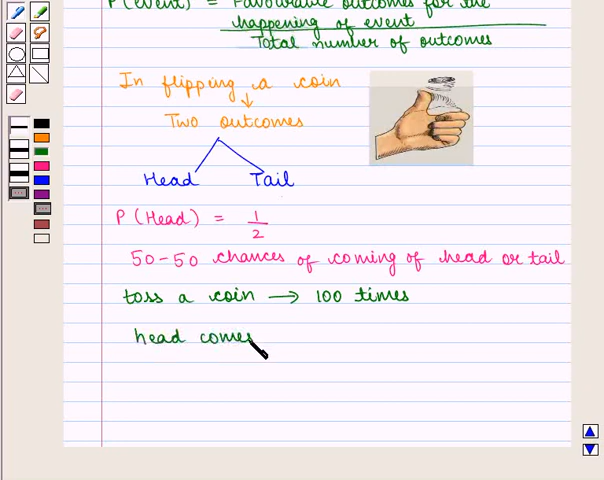 P(event) = Favourable outcomes for the
happening of event
Total number of outcomes
In flipping a coin
Two outcomes
Head Tail
P (Head) = 1/2
50-50 chances of coming of head or tail
toss a coin → 100 times
head comes